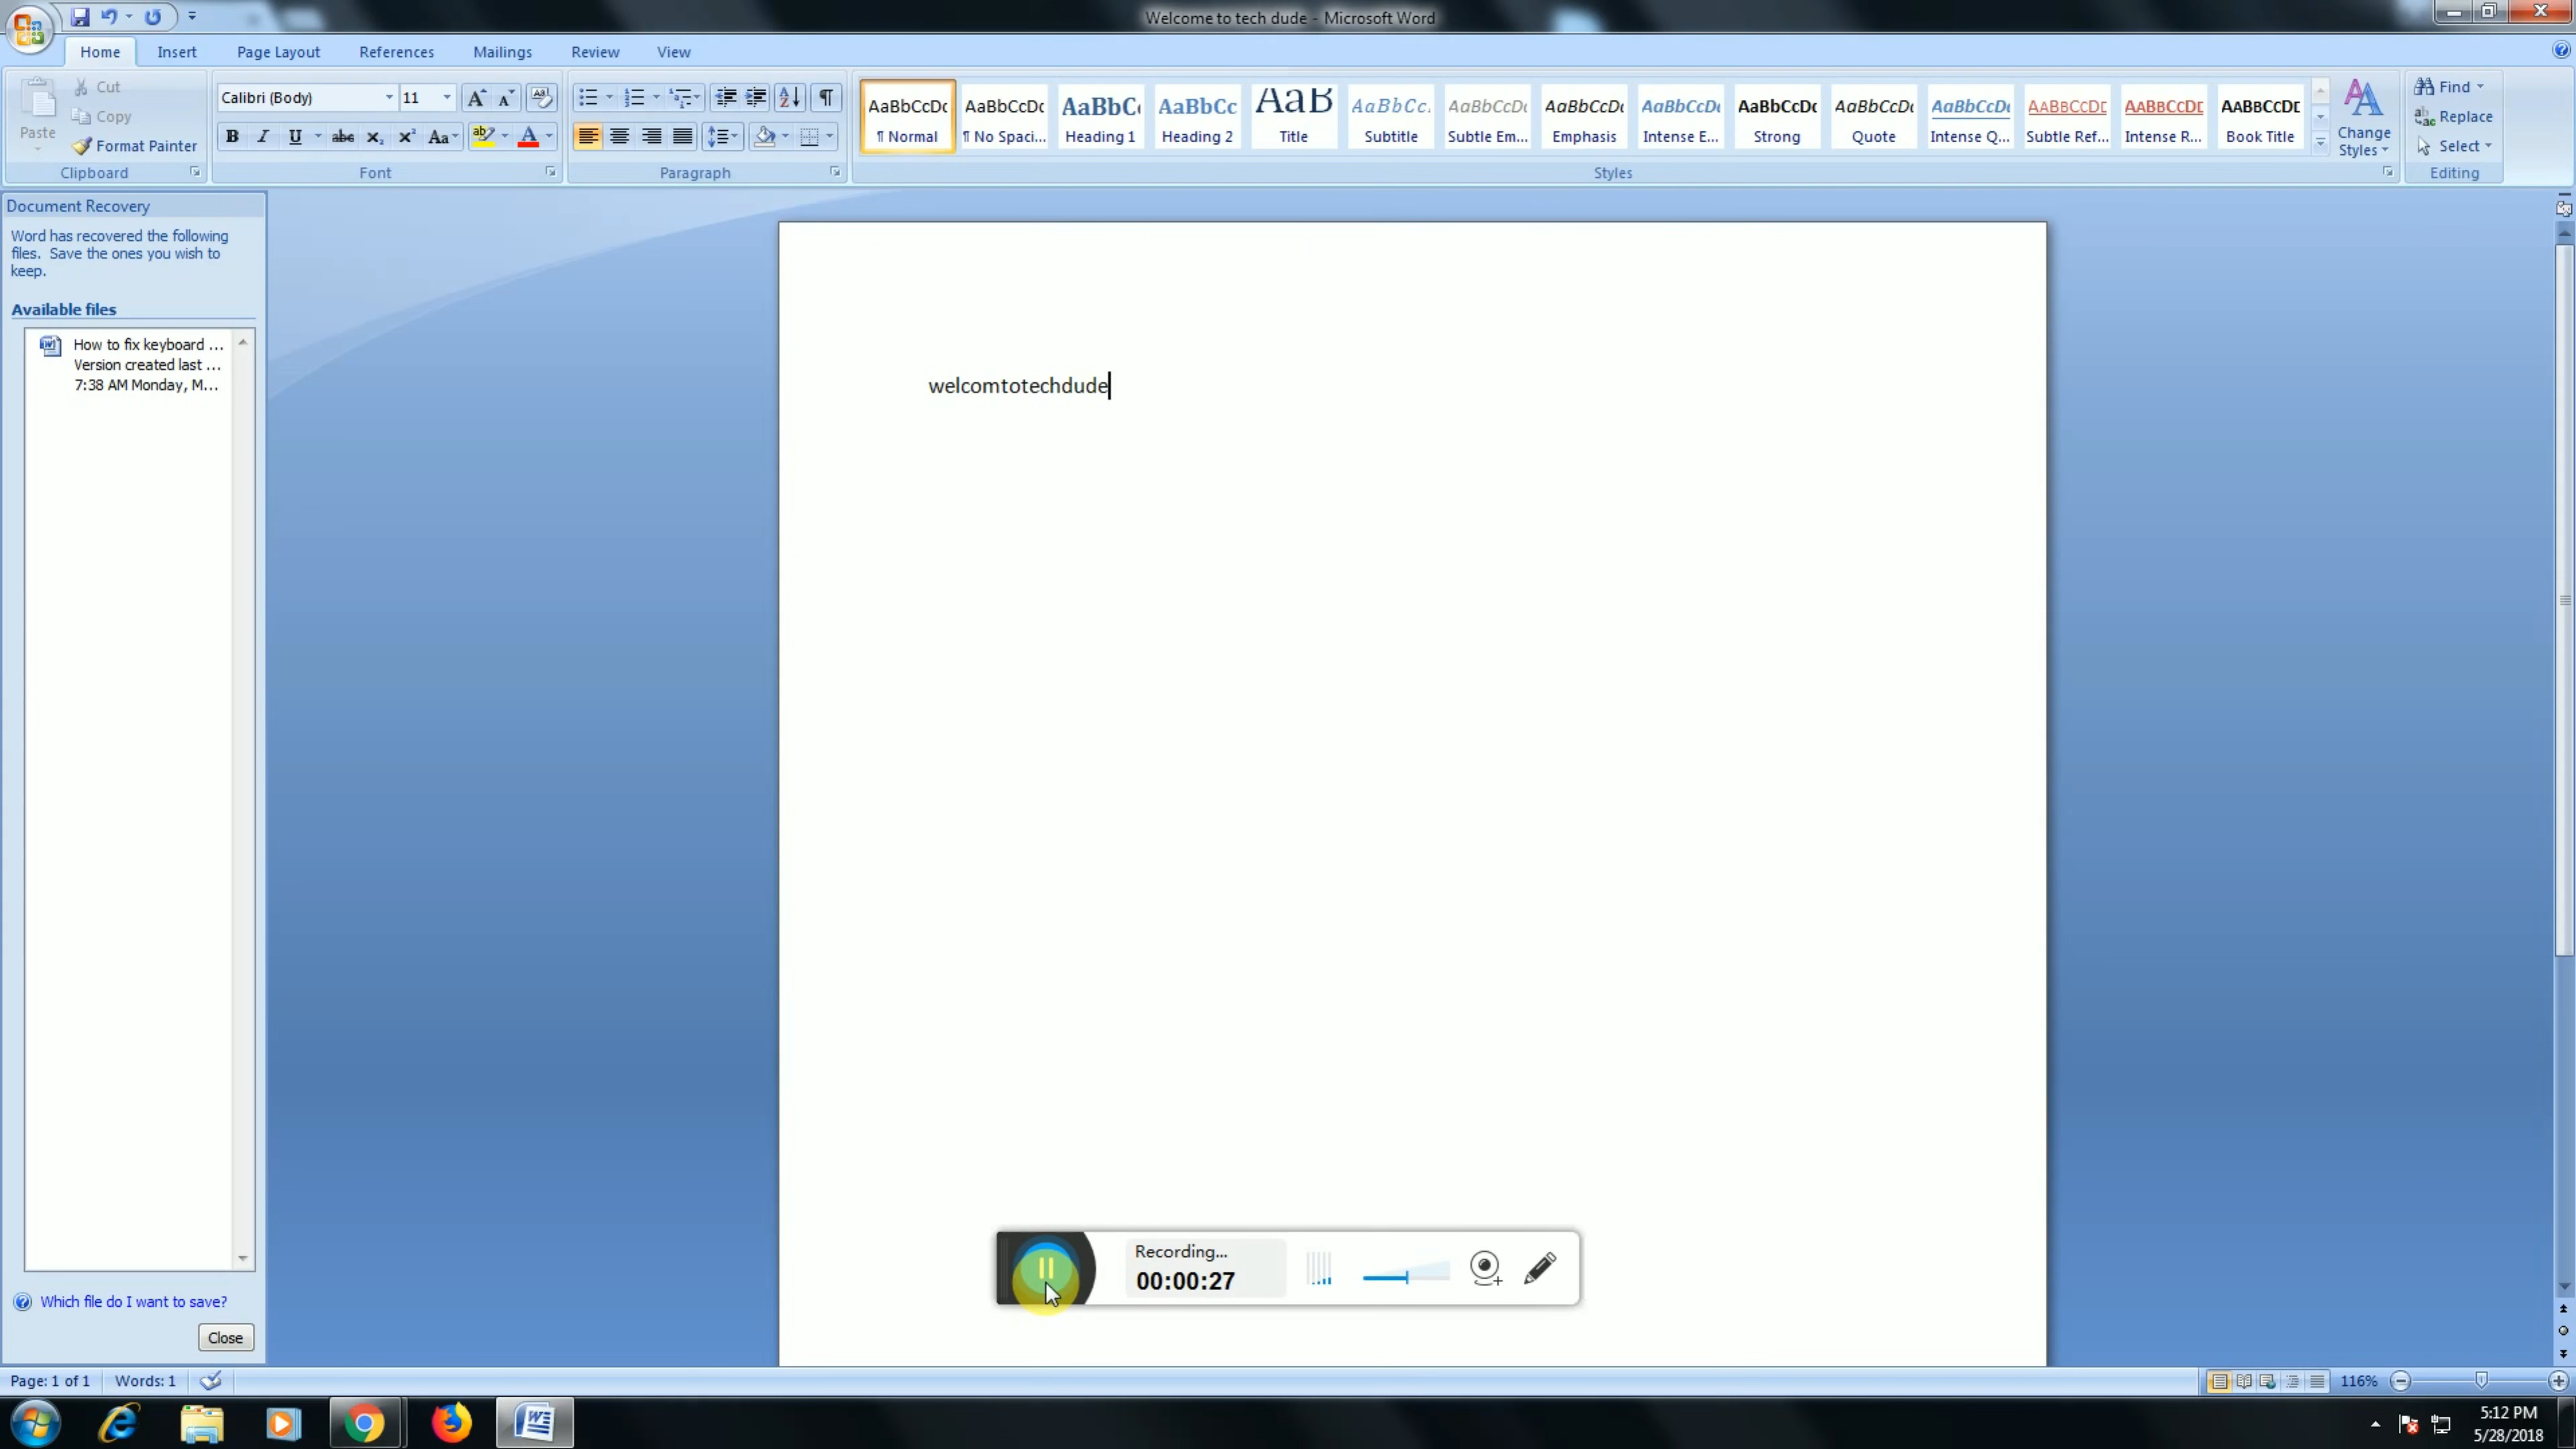 Welcome to tech dude - Microsoft Word
Home Insert Page Layout References Mailings Review View
Paste
Cut
Copy
Format Painter
Clipboard
Calibri (Body) 11
Font
Paragraph
AaBbCcDc AaBbCcDc AaBbC AaBbCc AaB AaBbCc. AaBbCcDc AaBbCcDc AaBbCcDc AaBbCcDc AaBbCcDc AaBbCcDc AABBCCDD AABBCCDD AABBCCDD
¶ Normal ¶ No Spaci... Heading 1 Heading 2 Title Subtitle Subtle Em... Emphasis Intense E... Strong Quote Intense Q... Subtle Ref... Intense R... Book Title
Change Styles
Styles
Find
Replace
Select
Editing
Document Recovery
Word has recovered the following
files. Save the ones you wish to
keep.
Available files
How to fix keyboard ...
Version created last ...
7:38 AM Monday, M...
Which file do I want to save?
Close
welcomtotechdude
Recording...
00:00:27
Page: 1 of 1 Words: 1
116%
5:12 PM
5/28/2018